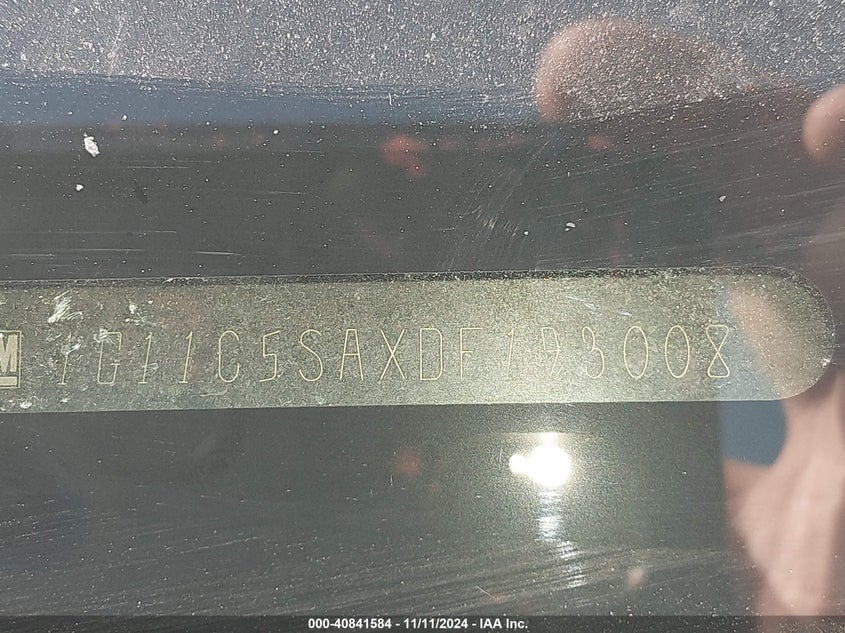 M 1G11C5SAXDF193008
000-40841584 - 11/11/2024 - IAA Inc.